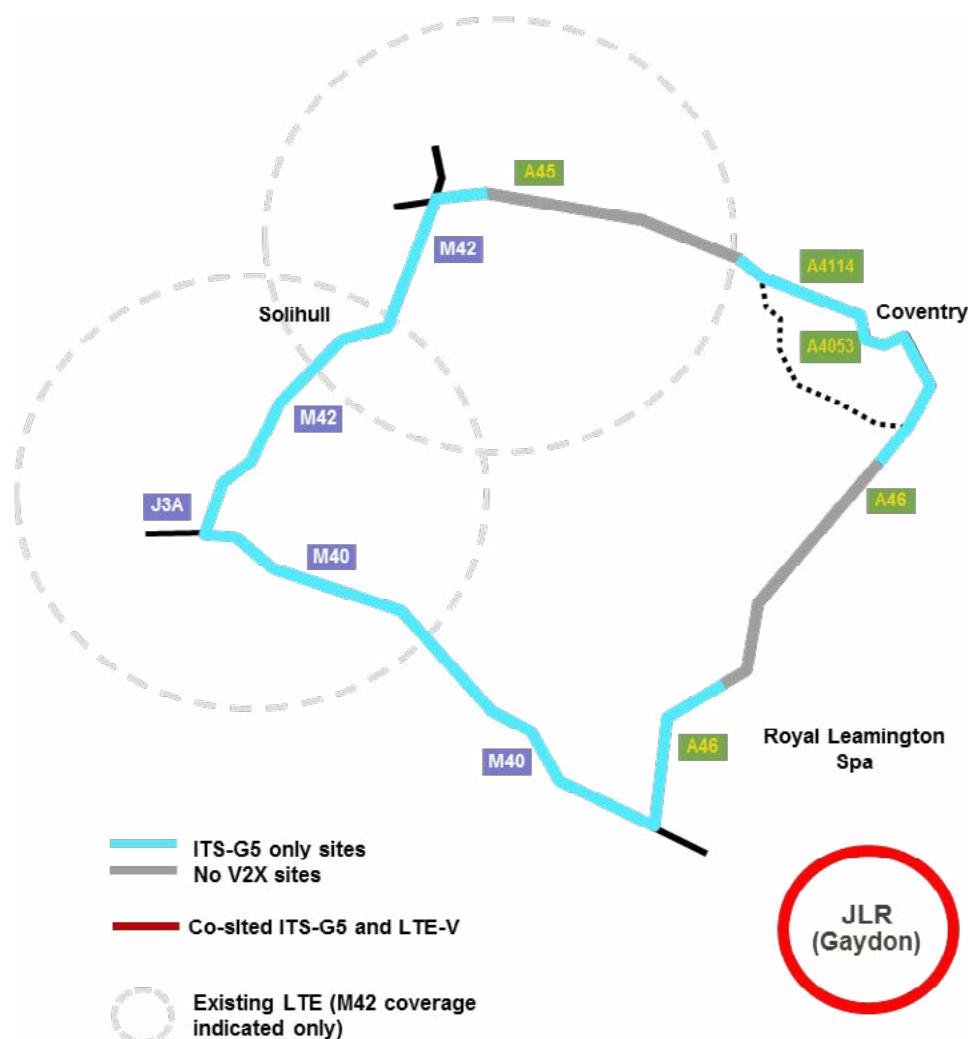 A45
M42
A4114
Solihull
Coventry
A4053
M42
J3A
A46
M40
Royal Leamington
Spa
A46
M40
ITS-G5 only sites
No V2X sites
Co-sited ITS-G5 and LTE-V
JLR
(Gaydon)
Existing LTE (M42 coverage
indicated only)